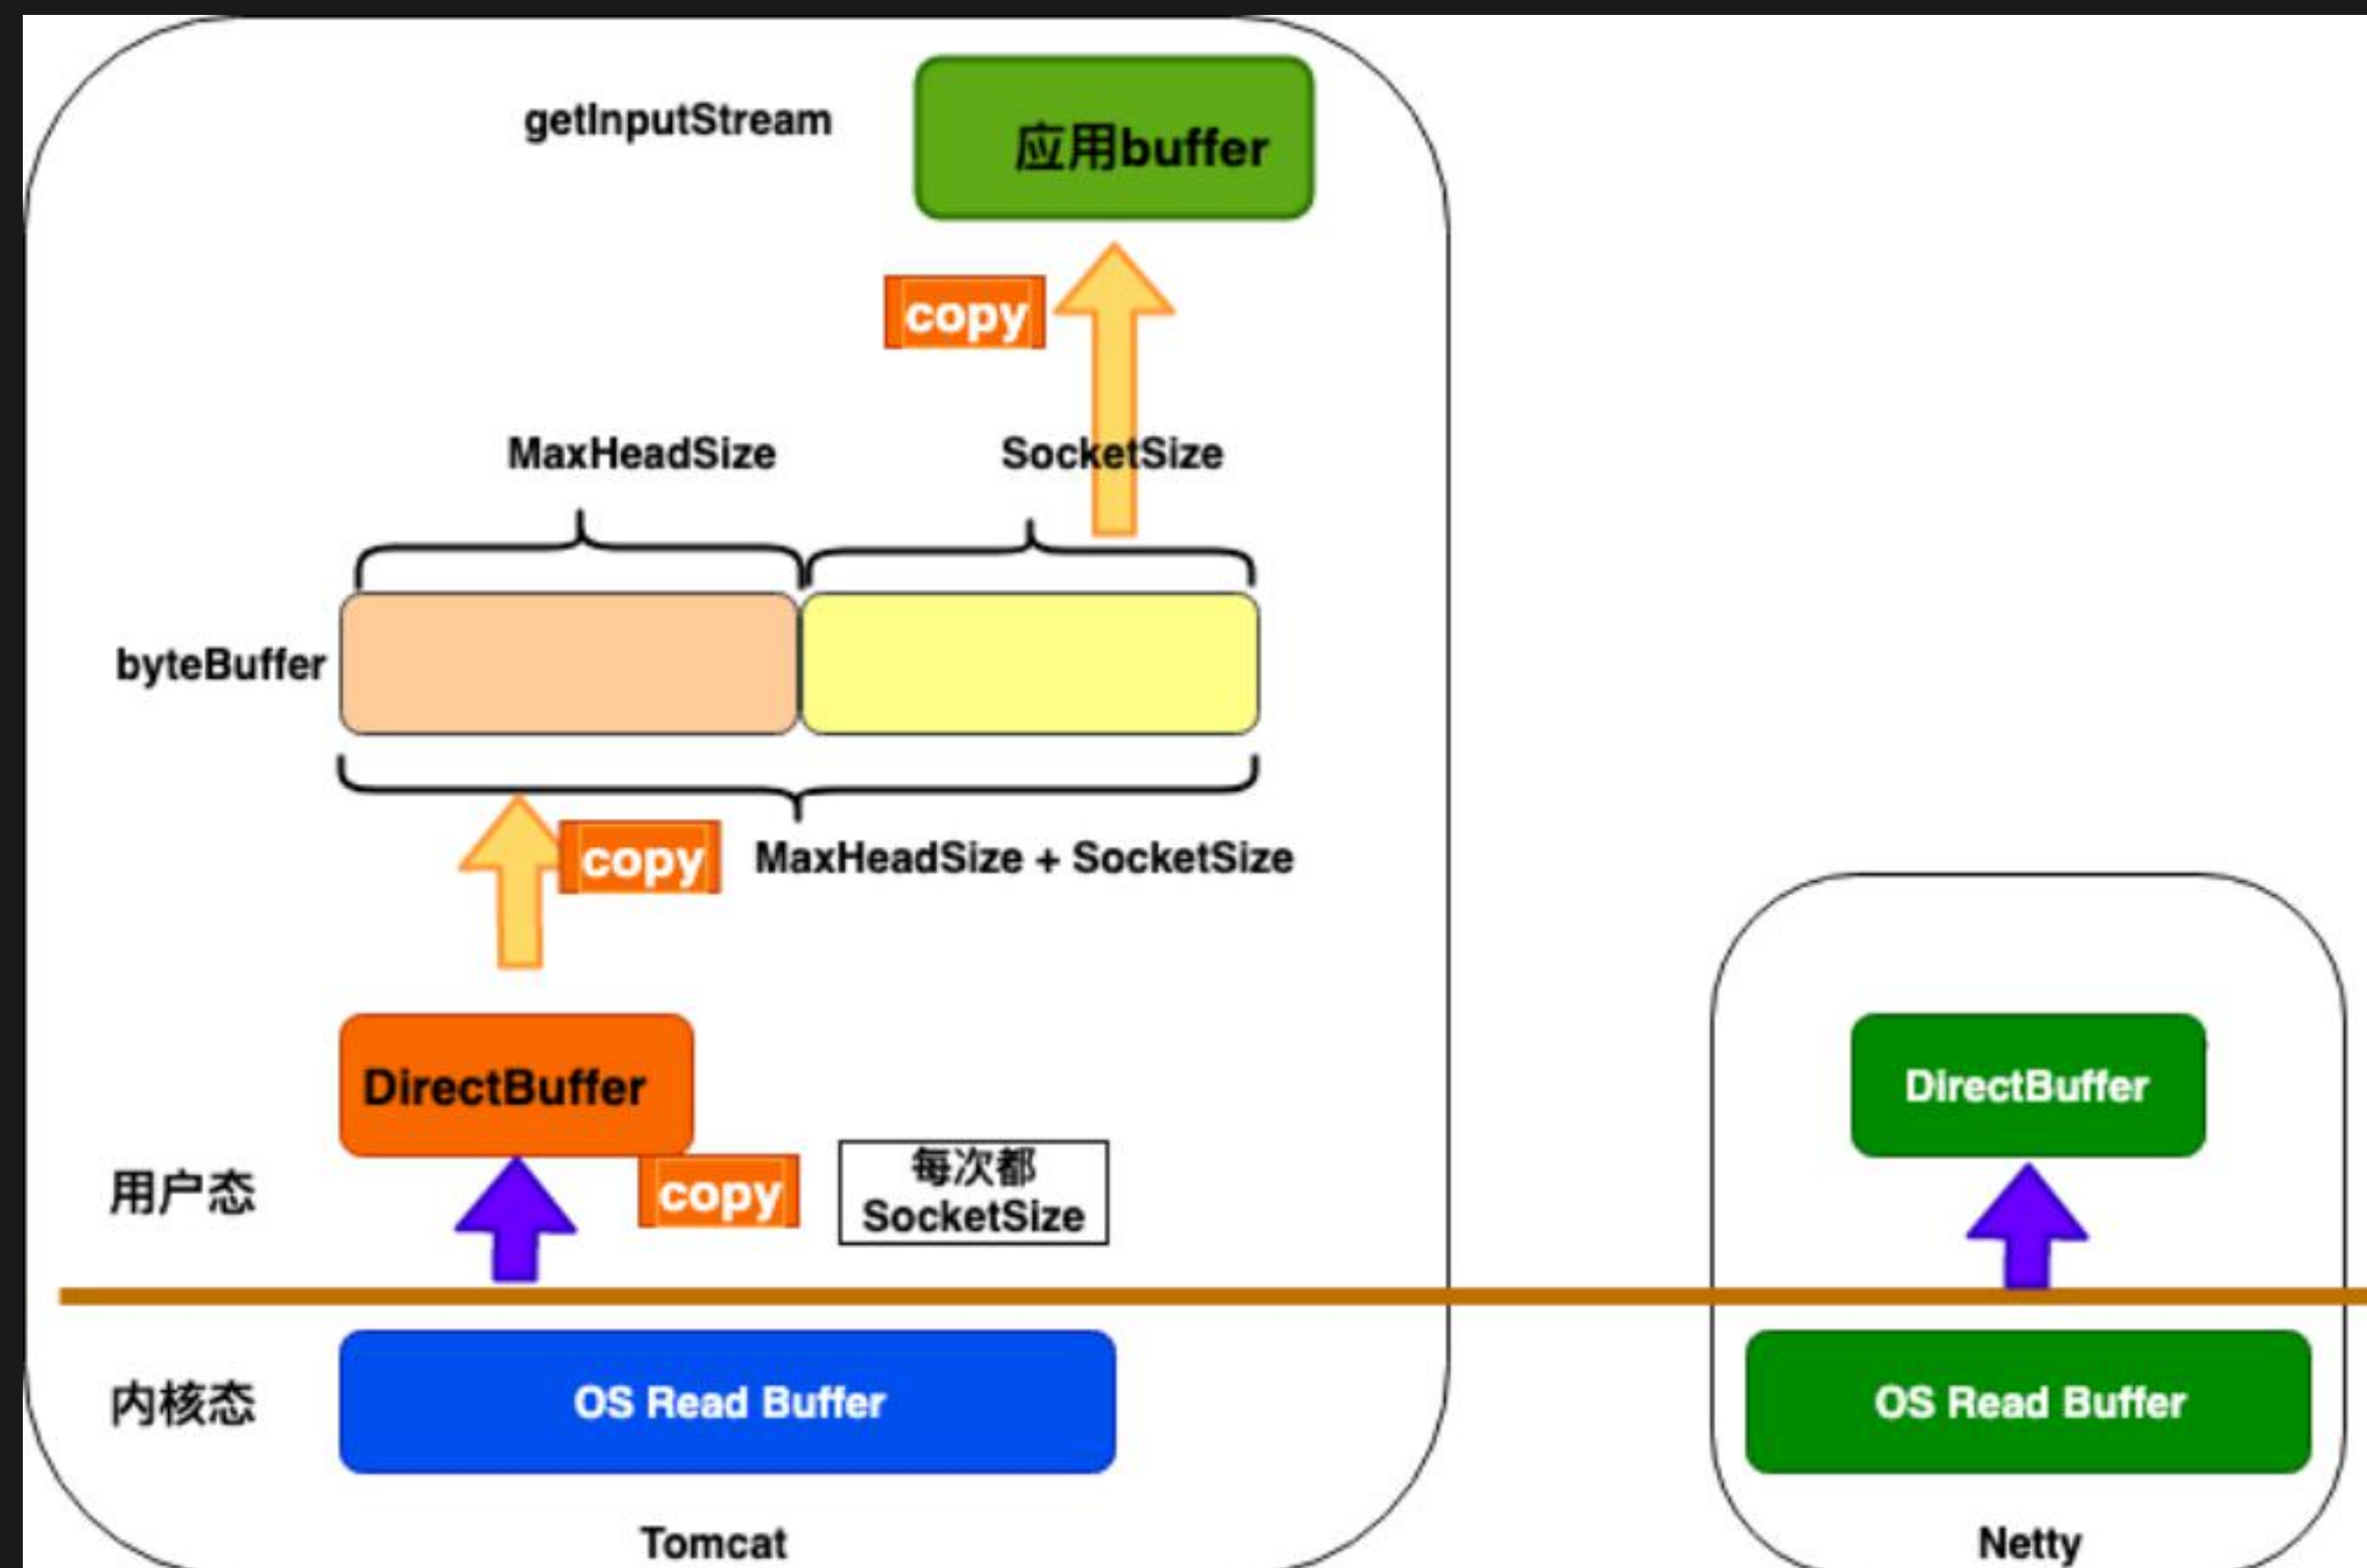 getInputStream
应用buffer
copy
MaxHeadSize
SocketSize
byteBuffer
copy
MaxHeadSize + SocketSize
DirectBuffer
DirectBuffer
用户态
copy
每次都
SocketSize
内核态
OS Read Buffer
OS Read Buffer
Tomcat
Netty